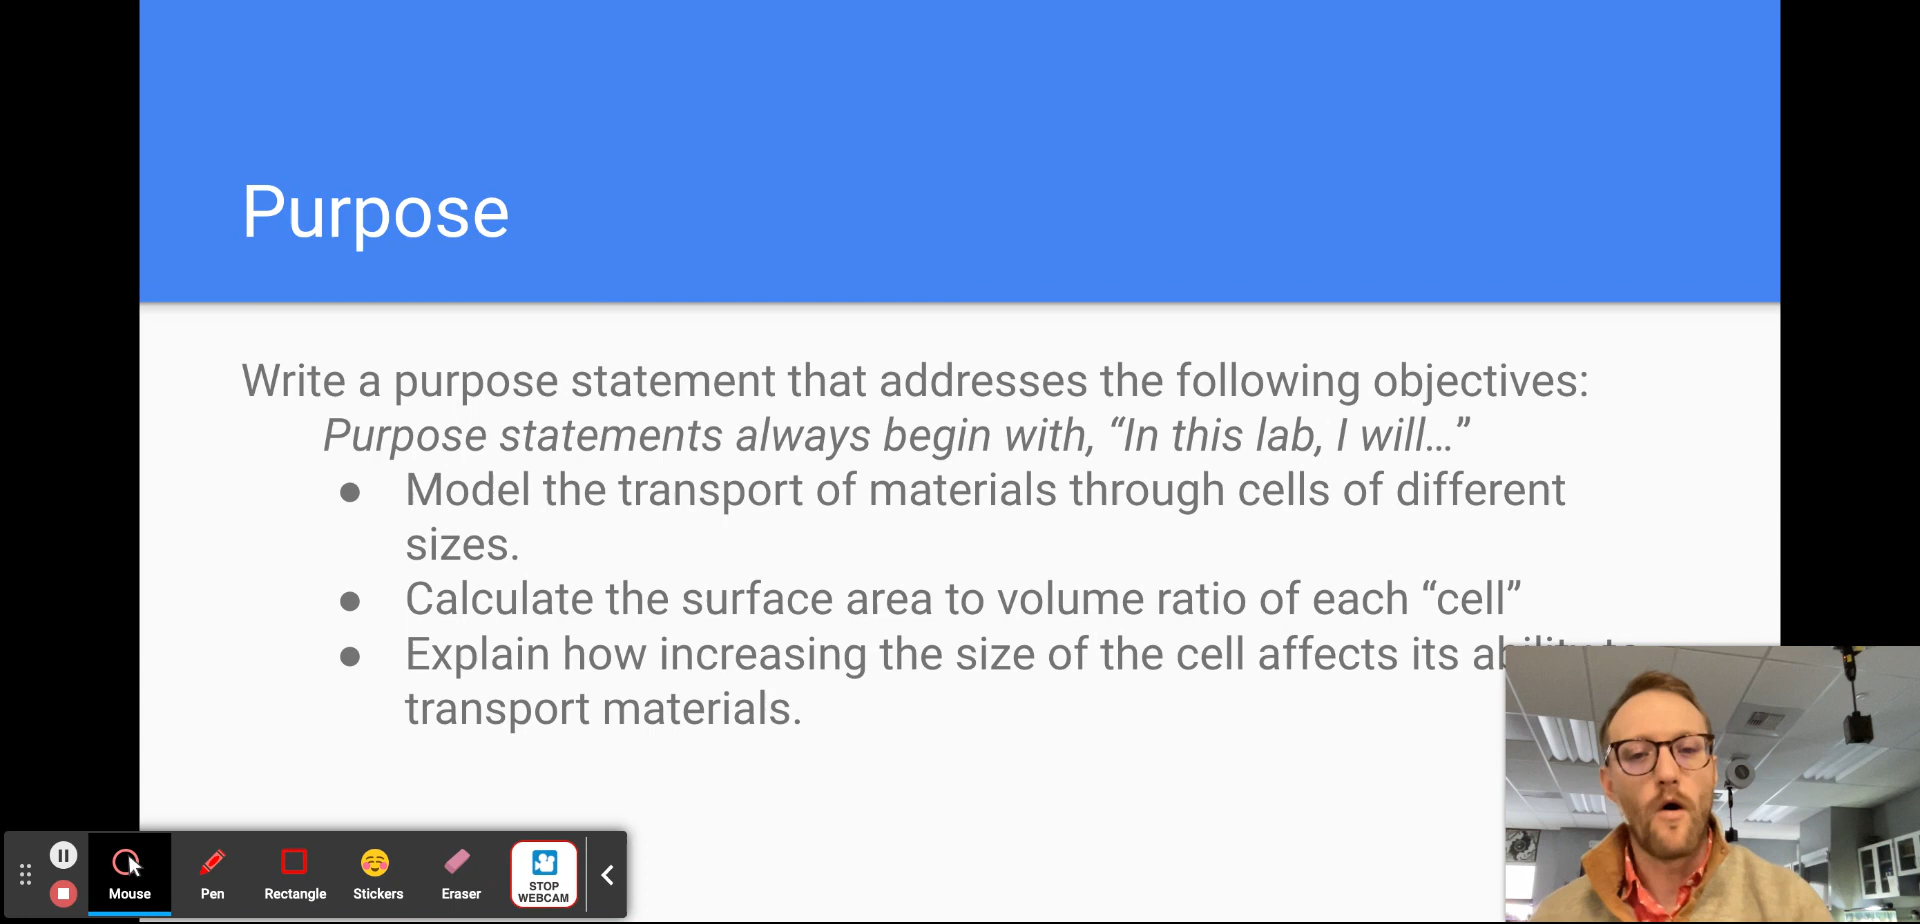 Purpose
Write a purpose statement that addresses the following objectives:
Purpose statements always begin with, “In this lab, I will...”
● Model the transport of materials through cells of different
sizes.
● Calculate the surface area to volume ratio of each “cell”
● Explain how increasing the size of the cell affects its ability to
transport materials.
Mouse
Pen
Rectangle
Stickers
Eraser
STOP
WEBCAM